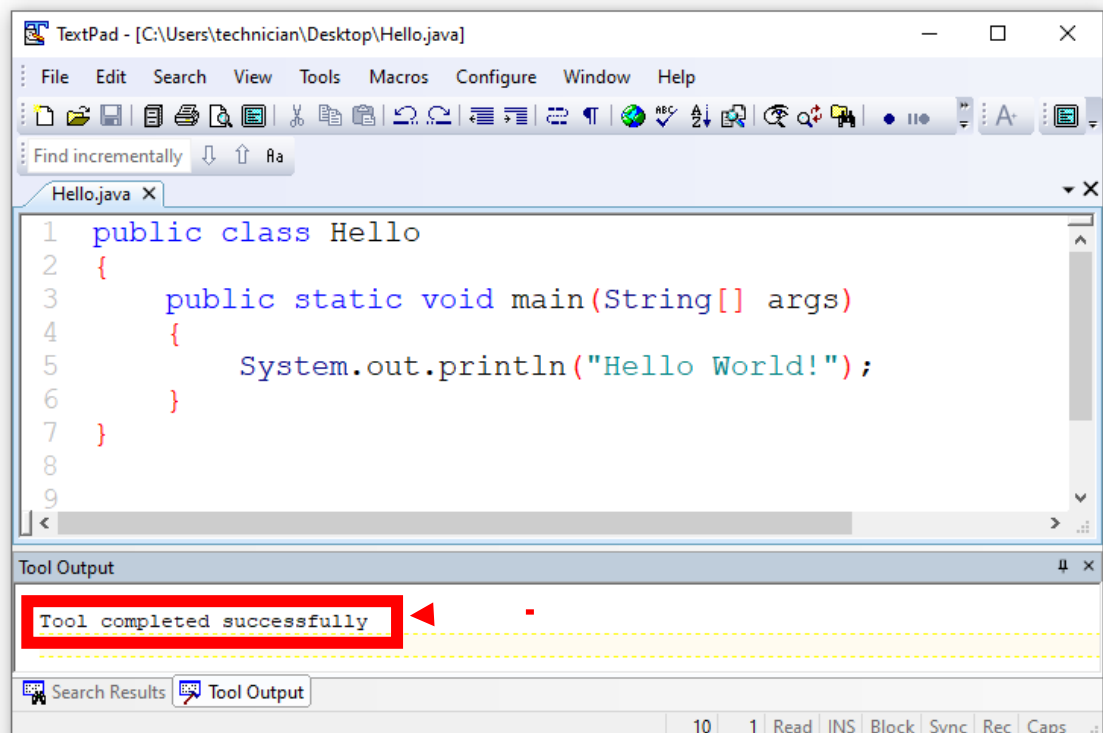 TextPad - [C:\Users\technician\Desktop\Hello.java]
File Edit Search View Tools Macros Configure Window Help
Find incrementally Aa
Hello.java
1 public class Hello
2 {
3 public static void main(String[] args)
4 {
5 System.out.println("Hello World!");
6 }
7 }
8
9
Tool Output
Tool completed successfully
Search Results Tool Output
10 1 Read INS Block Sync Rec Caps